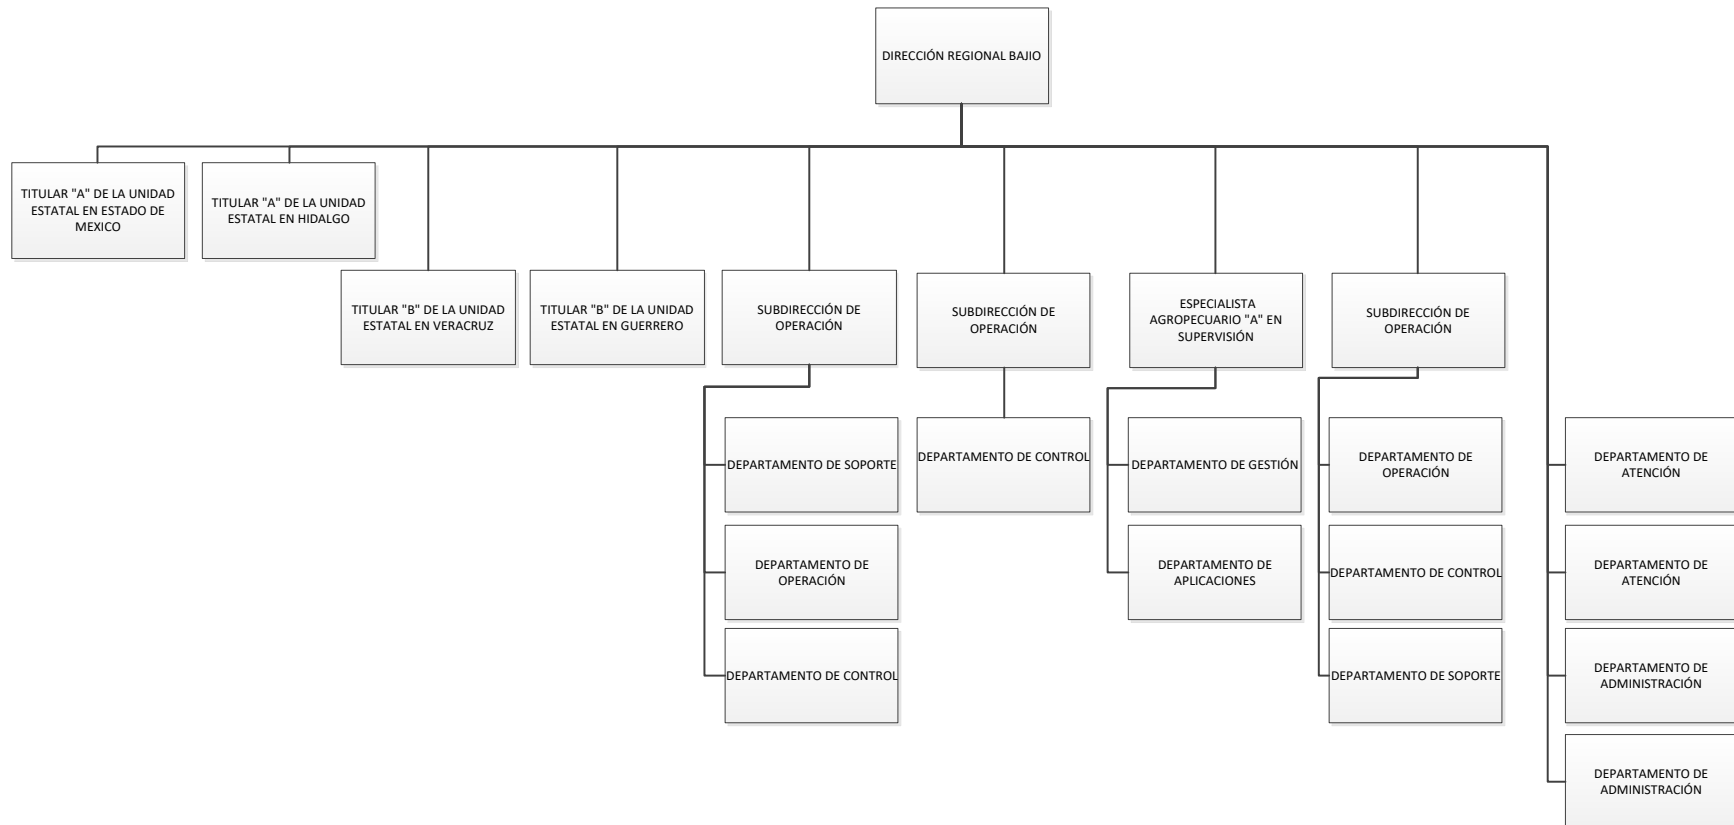 DIRECCIÓN REGIONAL BAJIO
TITULAR "A" DE LA UNIDAD
ESTATAL EN ESTADO DE
MEXICO
TITULAR "A" DE LA UNIDAD
ESTATAL EN HIDALGO
TITULAR "B" DE LA UNIDAD
ESTATAL EN VERACRUZ
TITULAR "B" DE LA UNIDAD
ESTATAL EN GUERRERO
SUBDIRECCIÓN DE
OPERACIÓN
SUBDIRECCIÓN DE
OPERACIÓN
ESPECIALISTA
AGROPECUARIO "A" EN
SUPERVISIÓN
SUBDIRECCIÓN DE
OPERACIÓN
DEPARTAMENTO DE SOPORTE
DEPARTAMENTO DE CONTROL
DEPARTAMENTO DE GESTIÓN
DEPARTAMENTO DE
OPERACIÓN
DEPARTAMENTO DE
ATENCIÓN
DEPARTAMENTO DE
OPERACIÓN
DEPARTAMENTO DE
APLICACIONES
DEPARTAMENTO DE CONTROL
DEPARTAMENTO DE
ATENCIÓN
DEPARTAMENTO DE CONTROL
DEPARTAMENTO DE SOPORTE
DEPARTAMENTO DE
ADMINISTRACIÓN
DEPARTAMENTO DE
ADMINISTRACIÓN